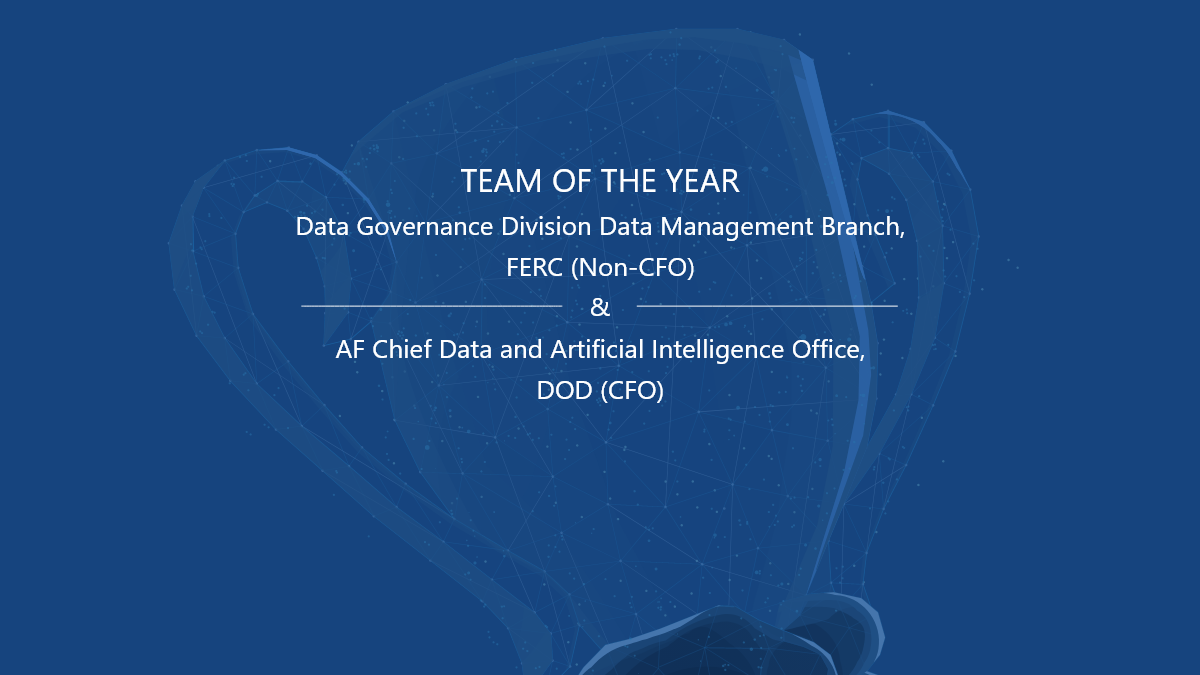 TEAM OF THE YEAR
Data Governance Division Data Management Branch,
FERC (Non-CFO)
&
AF Chief Data and Artificial Intelligence Office,
DOD (CFO)